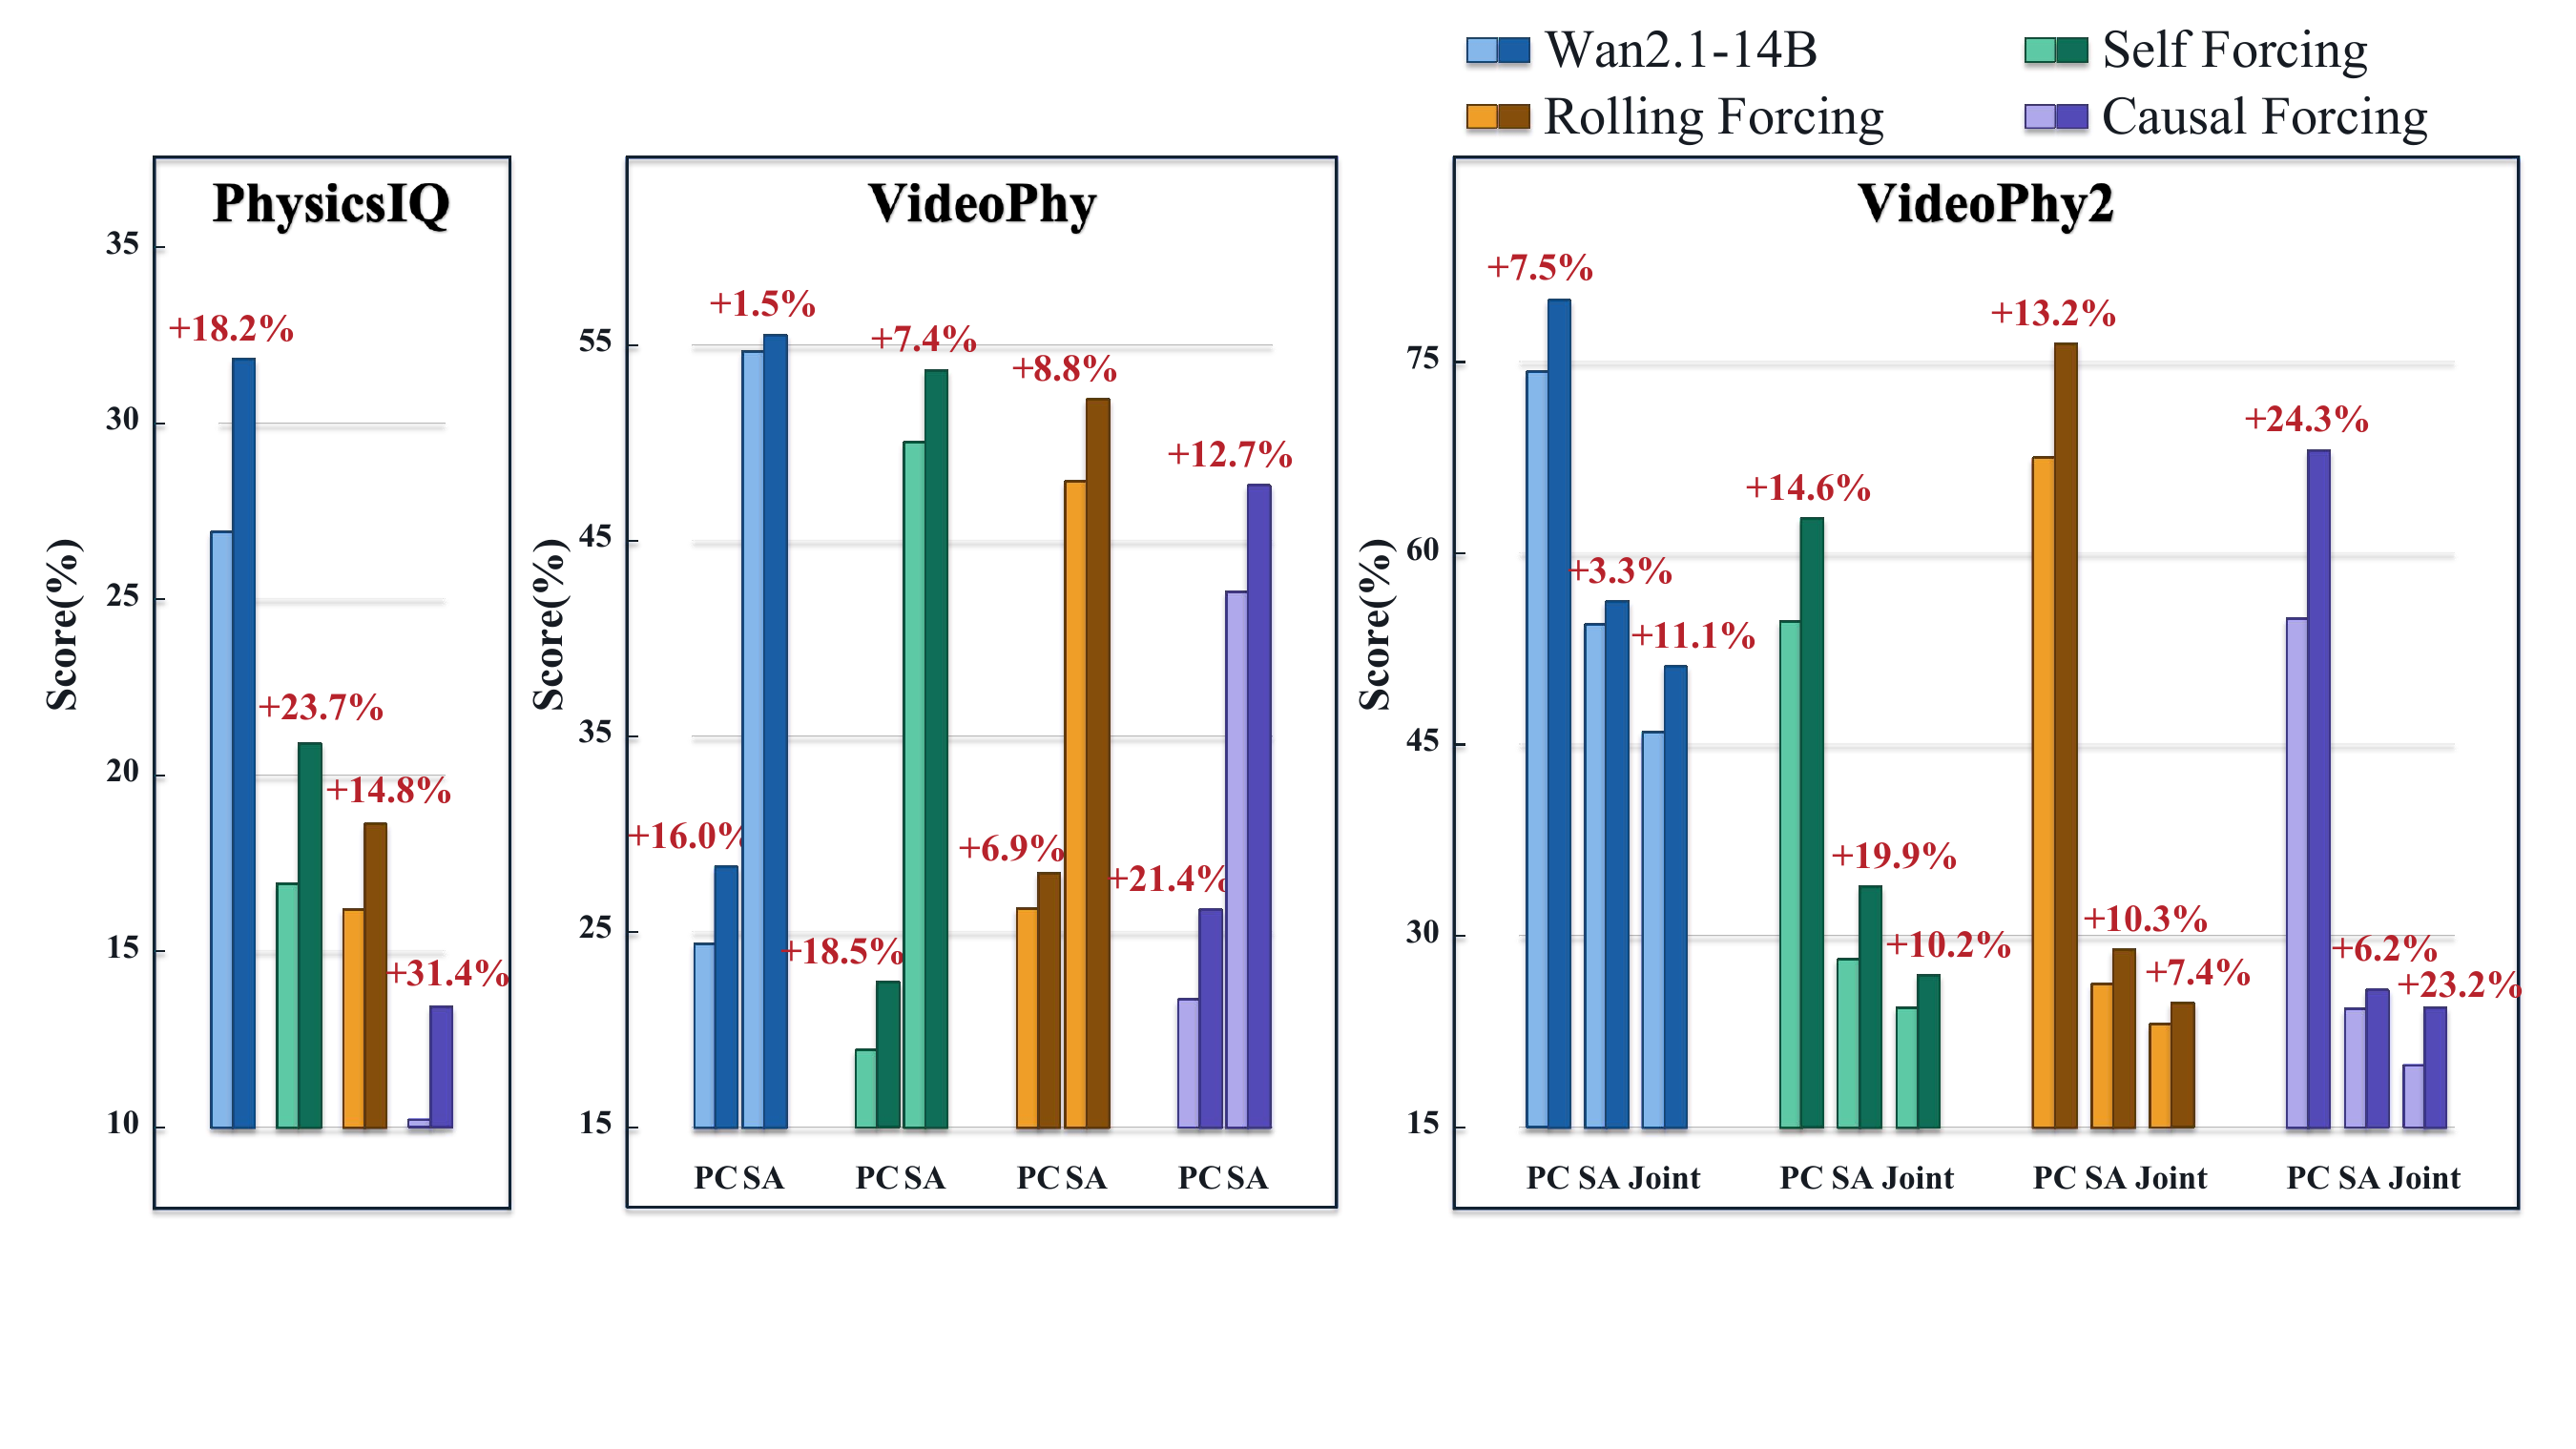 Wan2.1-14B
Self Forcing
Rolling Forcing
Causal Forcing
PhysicsIQ
Score(%)
35
30
25
20
15
10
+18.2%
+23.7%
+14.8%
+31.4%
VideoPhy
Score(%)
55
45
35
25
15
+16.0%
+1.5%
+18.5%
+7.4%
+6.9%
+8.8%
+21.4%
+12.7%
PC SA
PC SA
PC SA
PC SA
VideoPhy2
Score(%)
75
60
45
30
15
+7.5%
+3.3%
+11.1%
+14.6%
+19.9%
+10.2%
+13.2%
+10.3%
+7.4%
+24.3%
+6.2%
+23.2%
PC SA Joint
PC SA Joint
PC SA Joint
PC SA Joint